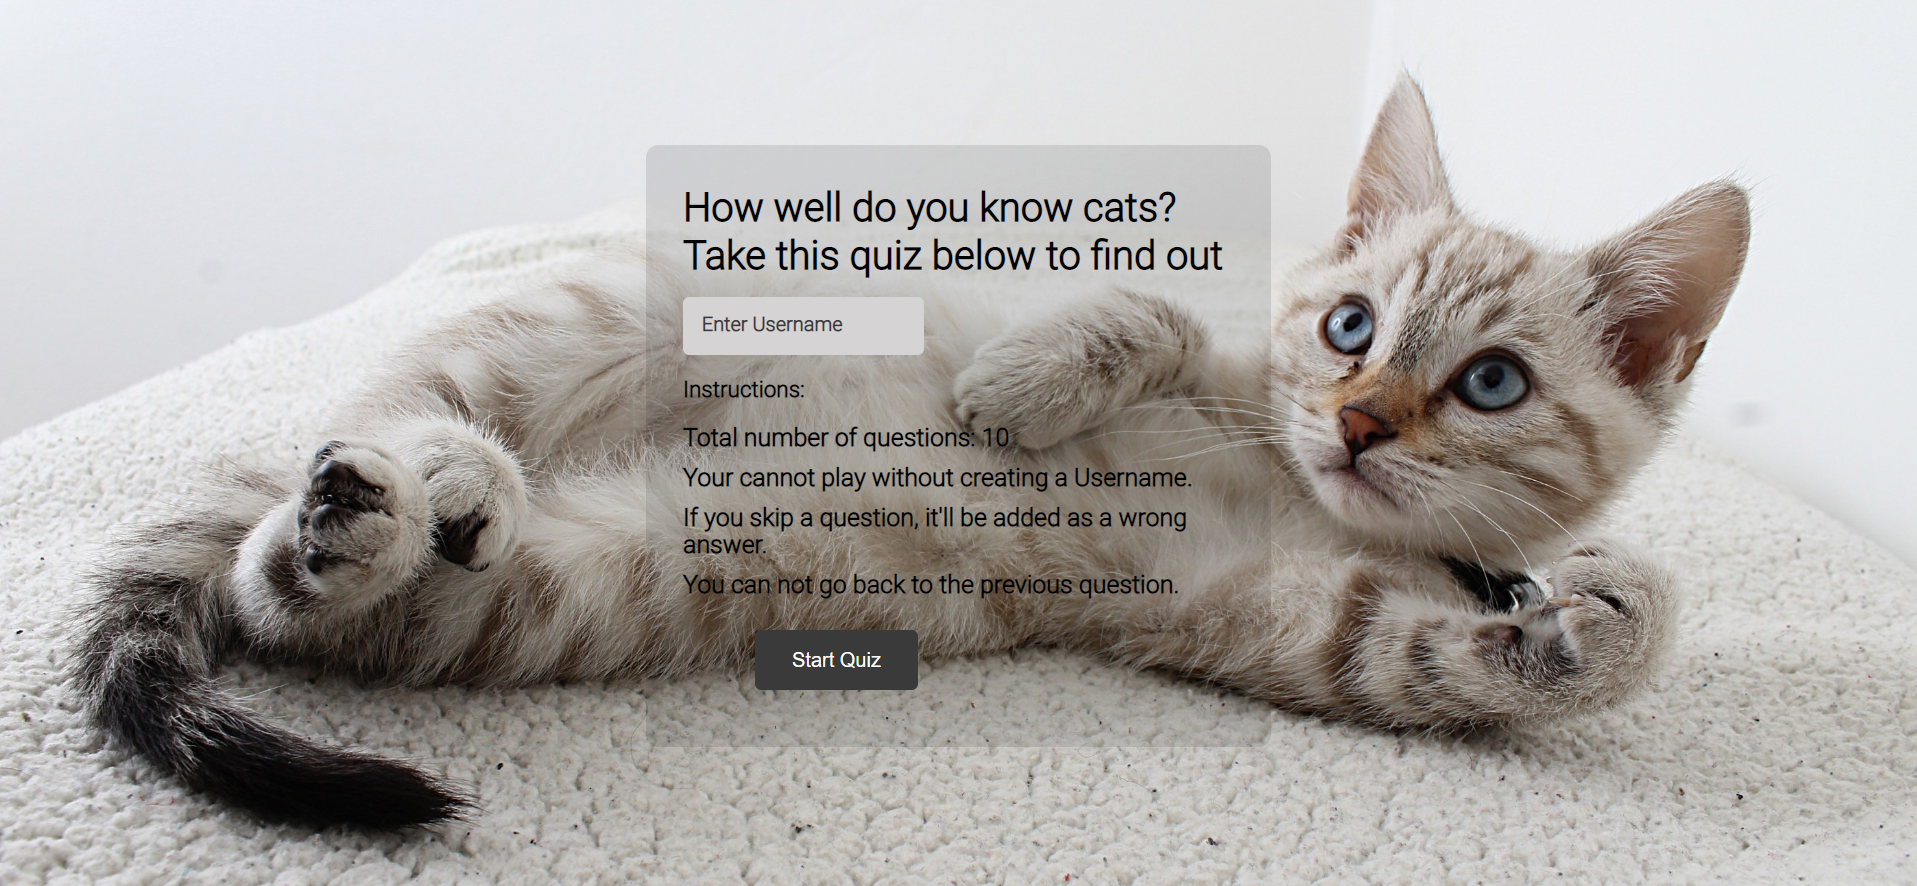 How well do you know cats?
Take this quiz below to find out
Enter Username
Instructions:
Total number of questions: 10
Your cannot play without creating a Username.
If you skip a question, it'll be added as a wrong
answer.
You can not go back to the previous question.
Start Quiz